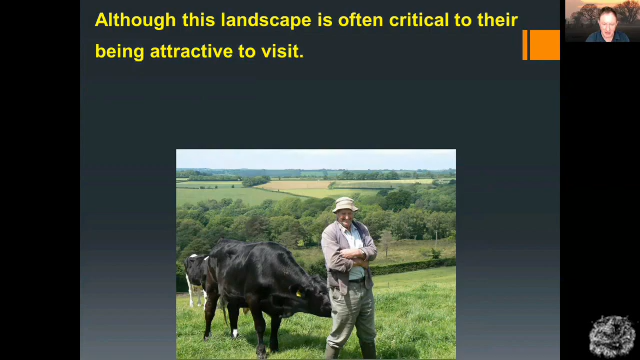 Although this landscape is often critical to their
being attractive to visit.